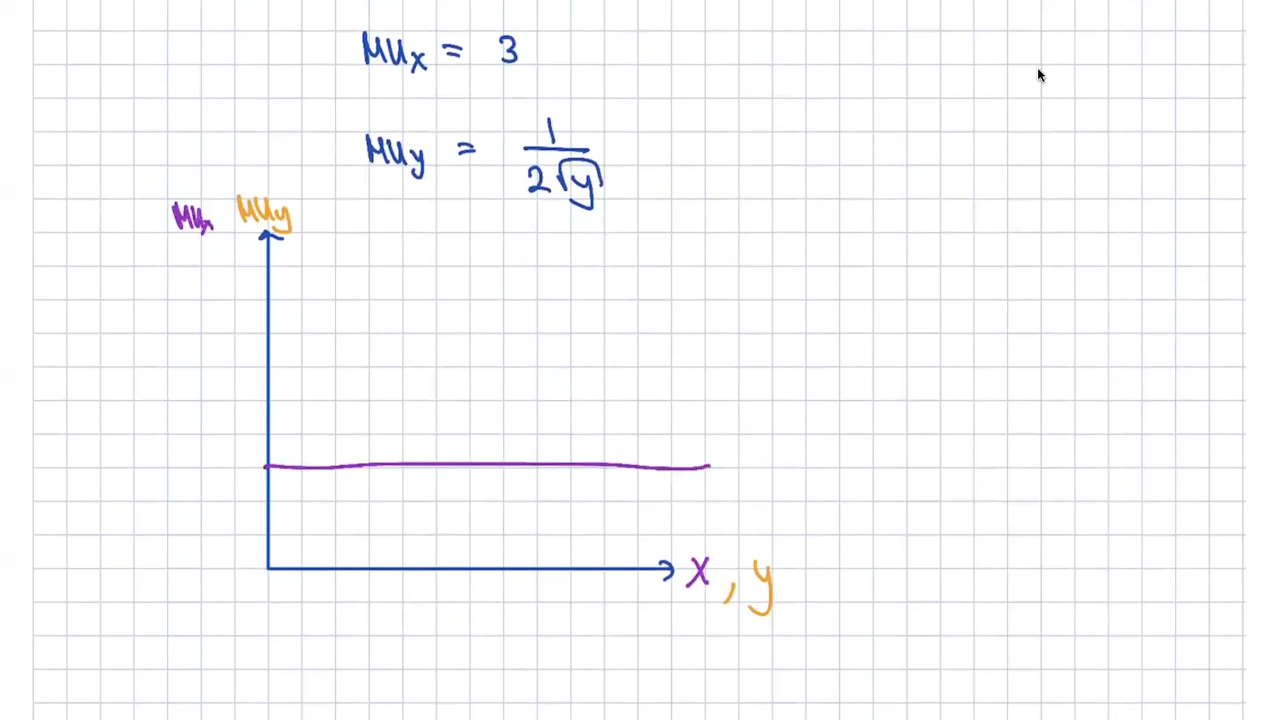 MUx = 3
MUy = 1 / 2√y
MUx MUy
x , y